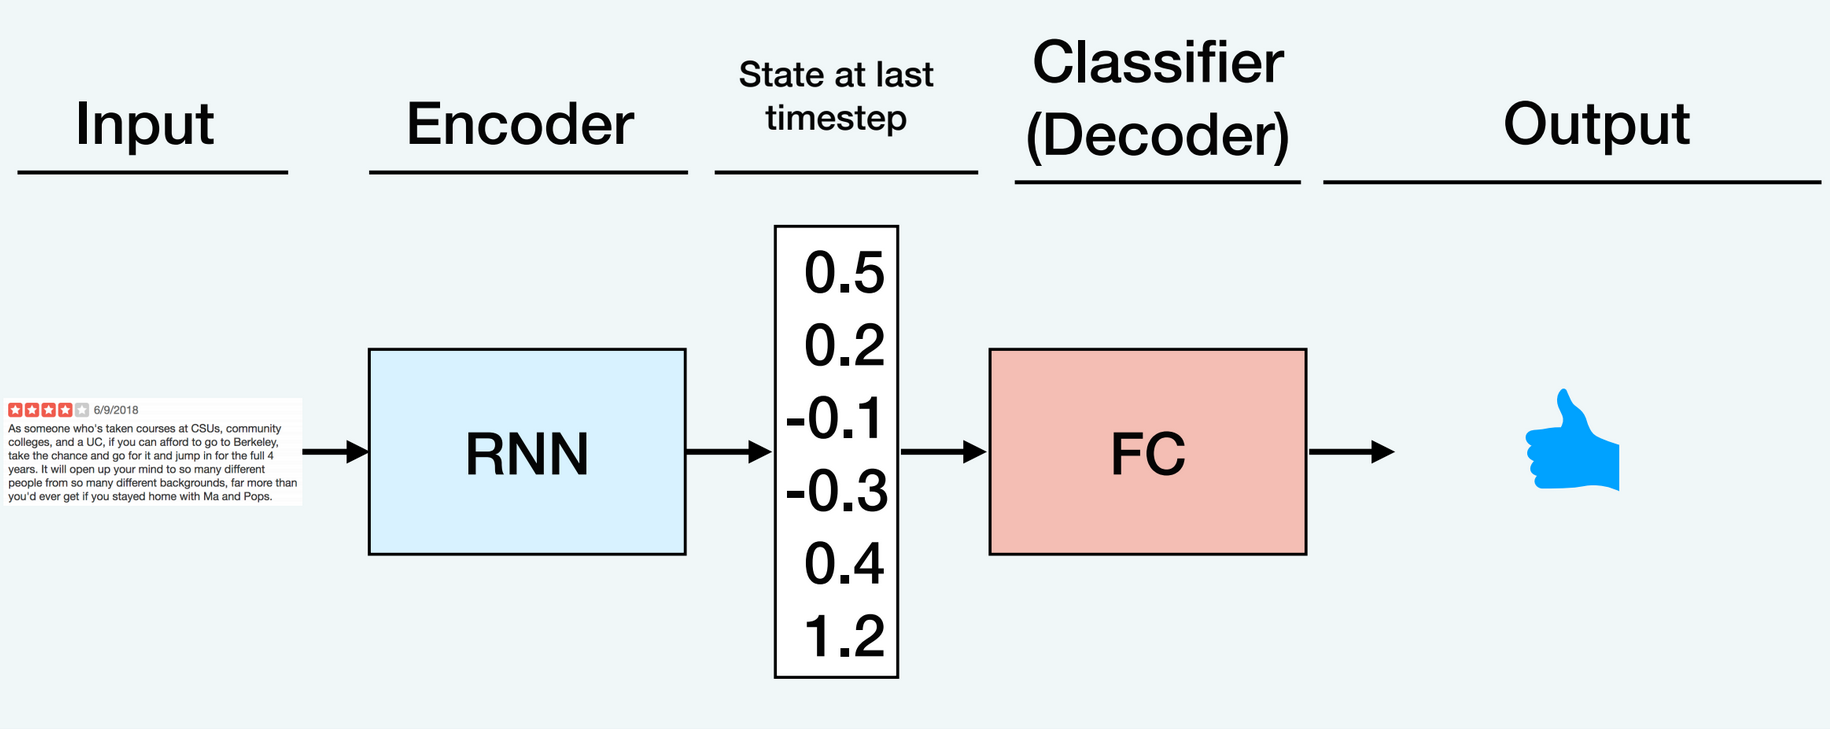 Input
Encoder
State at last
timestep
Classifier
(Decoder)
Output
6/9/2018
As someone who's taken courses at CSUs, community
colleges, and a UC, if you can afford to go to Berkeley,
take the chance and go for it and jump in for the full 4
years. It will open up your mind to so many different
people from so many different backgrounds, far more than
you'd ever get if you stayed home with Ma and Pops.
RNN
0.5
0.2
-0.1
-0.3
0.4
1.2
FC